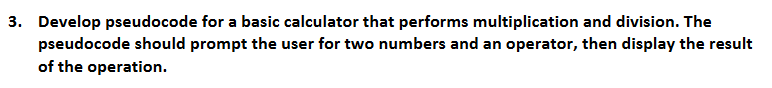 3. Develop pseudocode for a basic calculator that performs multiplication and division. The
pseudocode should prompt the user for two numbers and an operator, then display the result
of the operation.